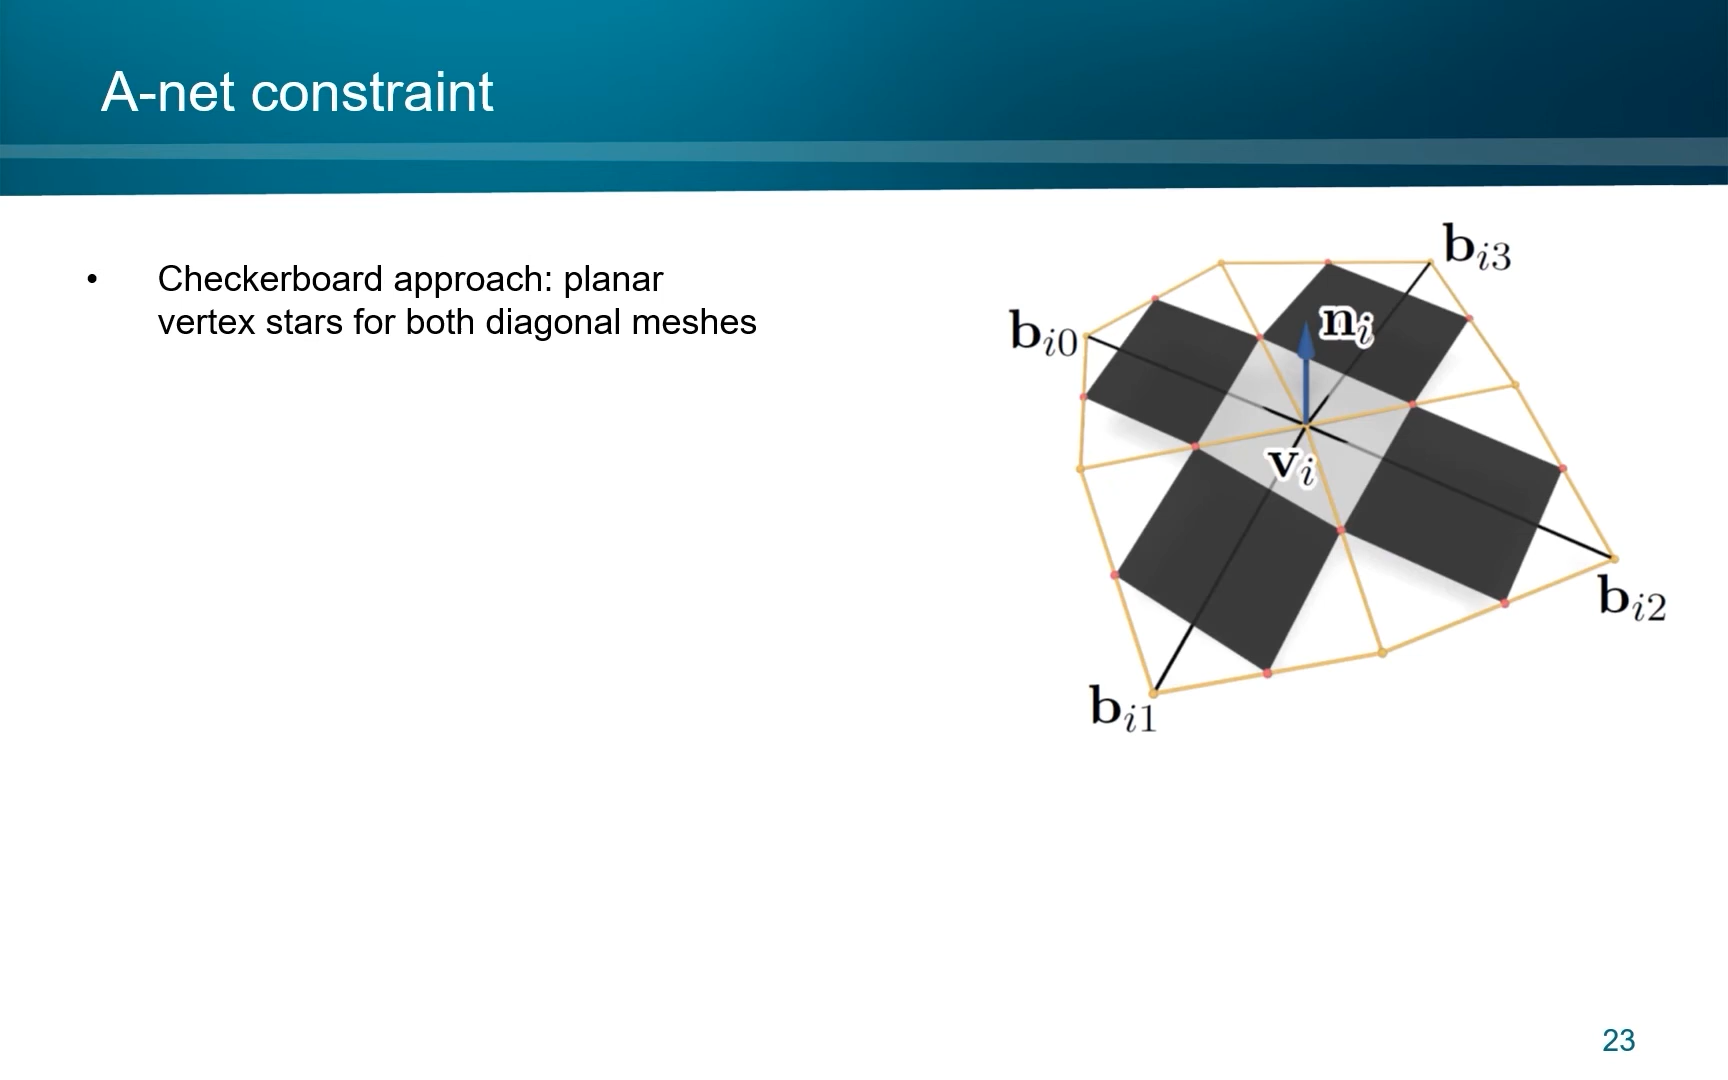 A-net constraint
• Checkerboard approach: planar
vertex stars for both diagonal meshes
b_{i3}
n_i
b_{i0}
v_i
b_{i2}
b_{i1}
23